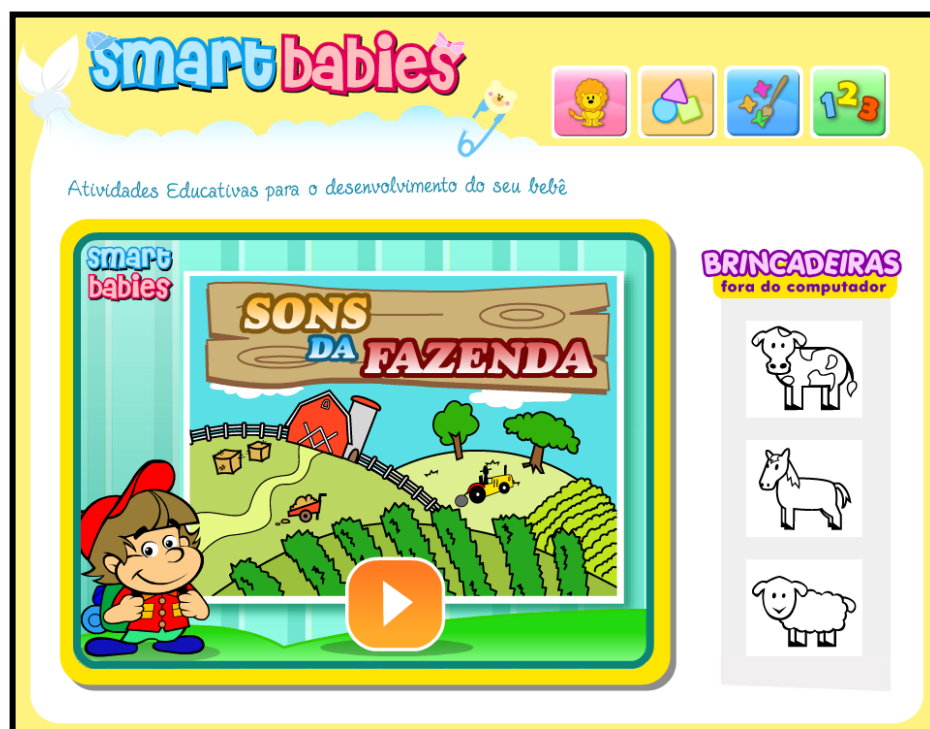 smart babies
123
Atividades Educativas para o desenvolvimento do seu bebê
smart
babies
SONS
DA FAZENDA
BRINCADEIRAS
fora do computador